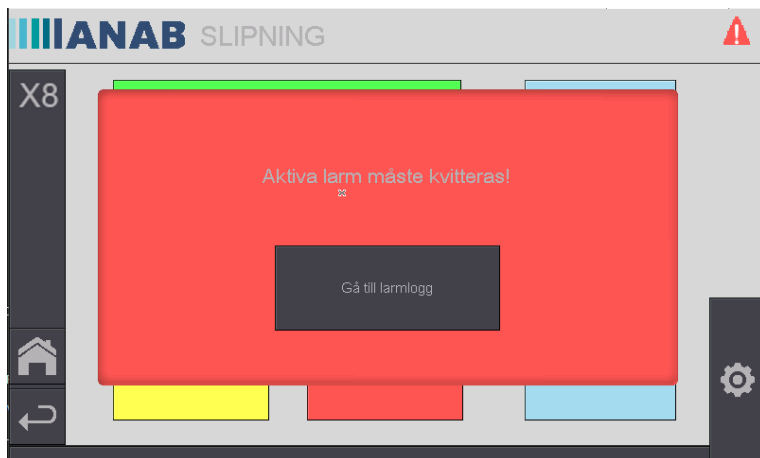 ANAB SLIPNING
X8
Aktiva larm måste kvitteras!
Gå till larmlogg